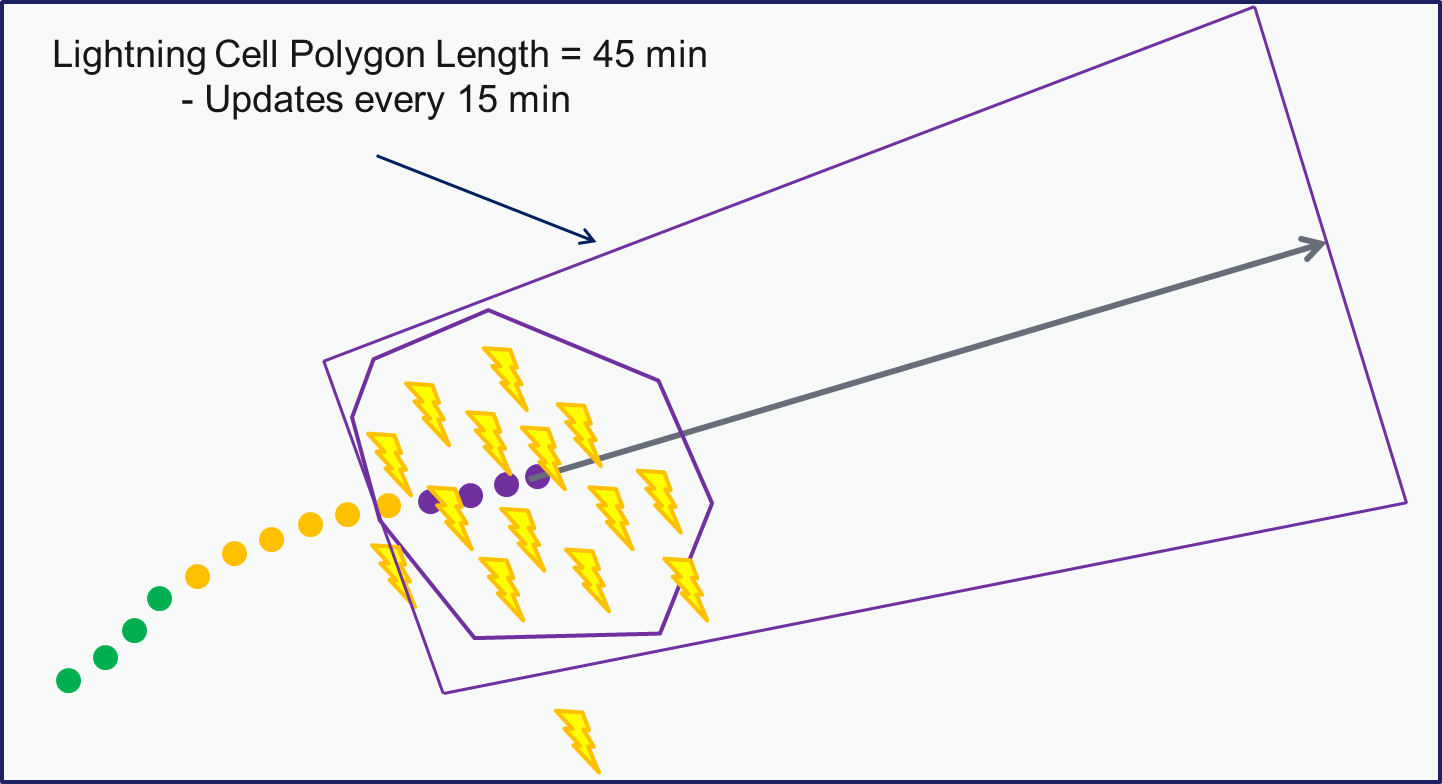 Lightning Cell Polygon Length = 45 min
- Updates every 15 min